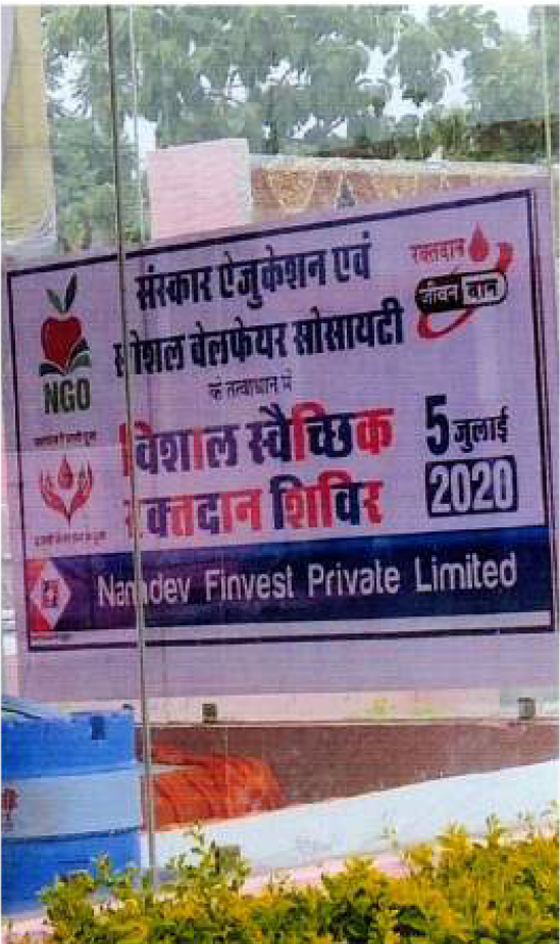 संस्कार ऐजुकेशन एवं
सोशल वेलफेयर सोसायटी
के तत्वाधान में
विशाल स्वैच्छिक
रक्तदान शिविर
5 जुलाई
2020
रक्तदान
जीवन दान
NGO
Namdev Finvest Private Limited